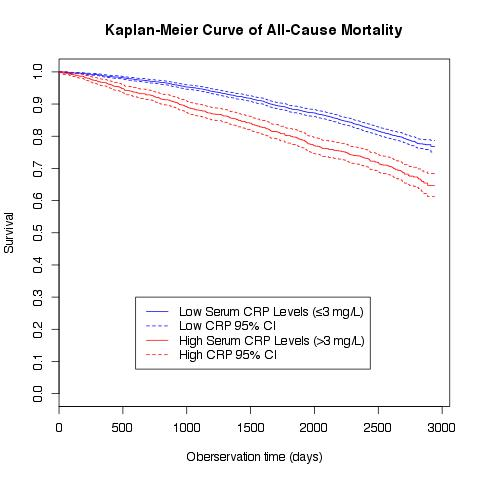 Kaplan-Meier Curve of All-Cause Mortality
Survival
1.0
0.9
0.8
0.7
0.6
0.5
0.4
0.3
0.2
0.1
0.0
Low Serum CRP Levels (≤3 mg/L)
Low CRP 95% CI
High Serum CRP Levels (>3 mg/L)
High CRP 95% CI
0 500 1000 1500 2000 2500 3000
Oberservation time (days)